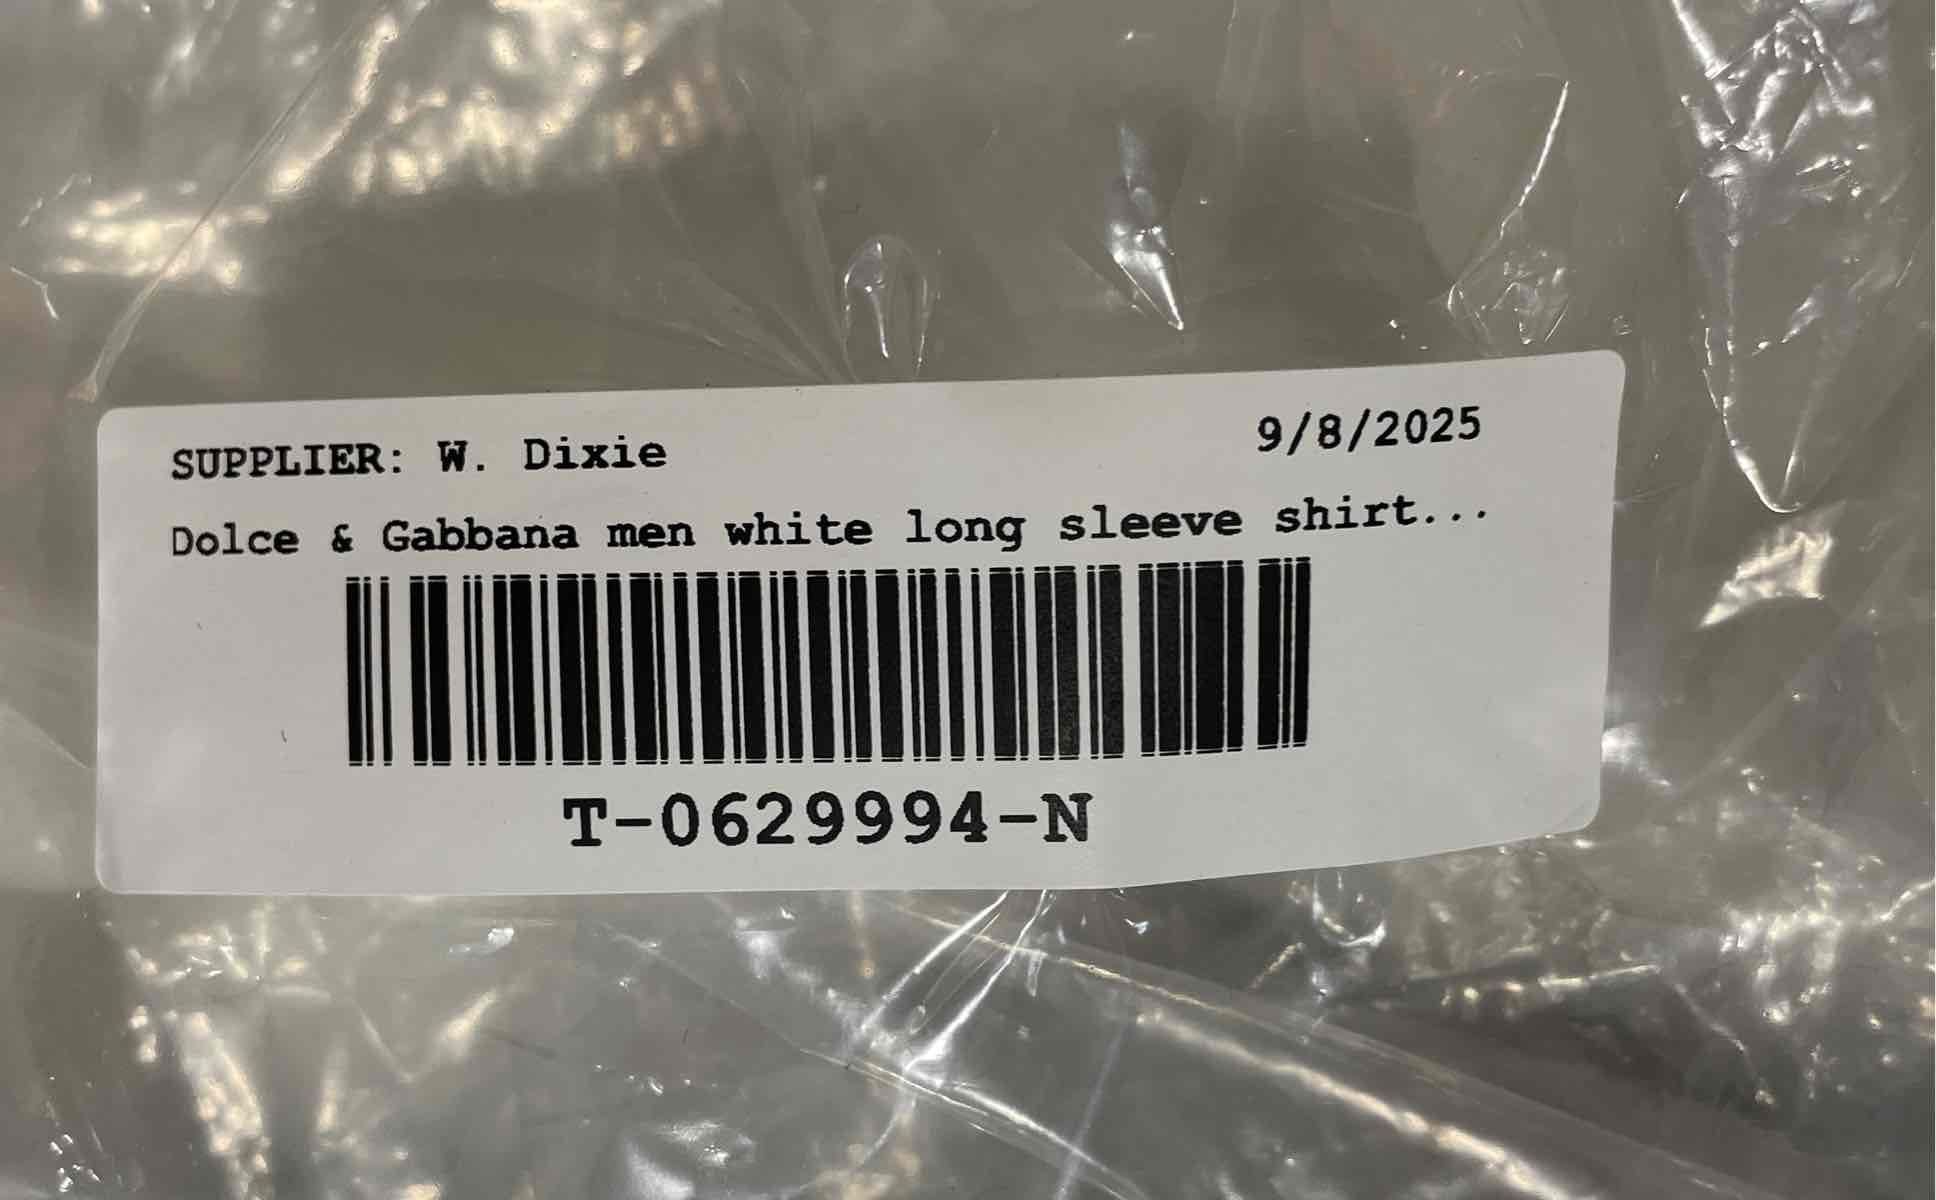 SUPPLIER: W. Dixie 9/8/2025
Dolce & Gabbana men white long sleeve shirt...
T-0629994-N